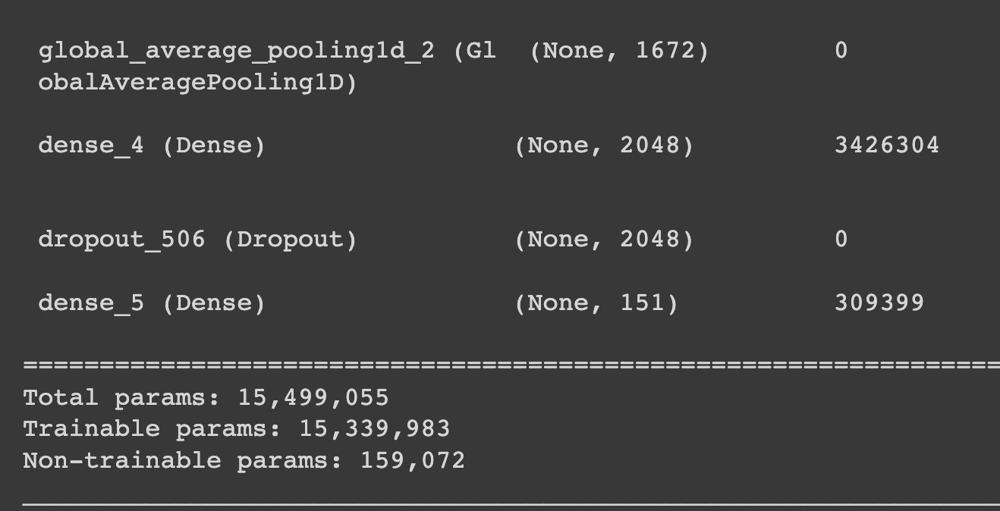 global_average_pooling1d_2 (Gl (None, 1672) 0
obalAveragePooling1D)
dense_4 (Dense) (None, 2048) 3426304
dropout_506 (Dropout) (None, 2048) 0
dense_5 (Dense) (None, 151) 309399
=================================================================
Total params: 15,499,055
Trainable params: 15,339,983
Non-trainable params: 159,072
_________________________________________________________________